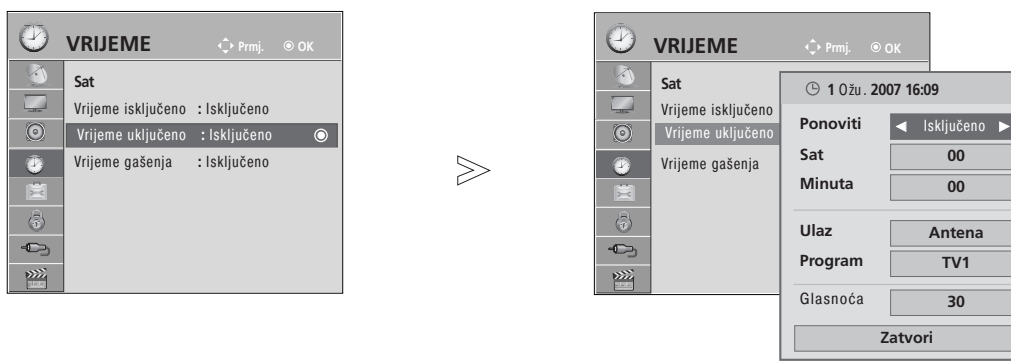 VRIJEME Prmj. OK
Sat
Vrijeme isključeno : Isključeno
Vrijeme uključeno : Isključeno
Vrijeme gašenja : Isključeno
VRIJEME Prmj. OK
Sat
Vrijeme isključeno
Vrijeme uključeno
Vrijeme gašenja
1 Ožu. 2007 16:09
Ponoviti Isključeno
Sat 00
Minuta 00
Ulaz Antena
Program TV1
Glasnoća 30
Zatvori